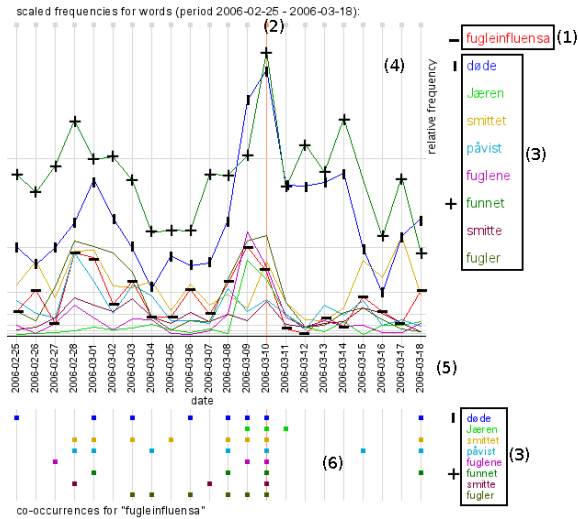 scaled frequencies for words (period 2006-02-25 - 2006-03-18):
(2)
fugleinfluensa
(1)
(4)
relative frequency
døde
Jæren
smittet
påvist
(3)
fuglene
funnet
smitte
fugler
2006-02-25
2006-02-26
2006-02-27
2006-02-28
2006-03-01
2006-03-02
2006-03-03
2006-03-04
2006-03-05
2006-03-06
2006-03-07
2006-03-08
2006-03-09
2006-03-10
2006-03-11
2006-03-12
2006-03-13
2006-03-14
2006-03-15
2006-03-16
2006-03-17
2006-03-18
(5)
date
døde
Jæren
smittet
påvist
(3)
fuglene
(6)
funnet
smitte
fugler
co-occurrences for "fugleinfluensa"